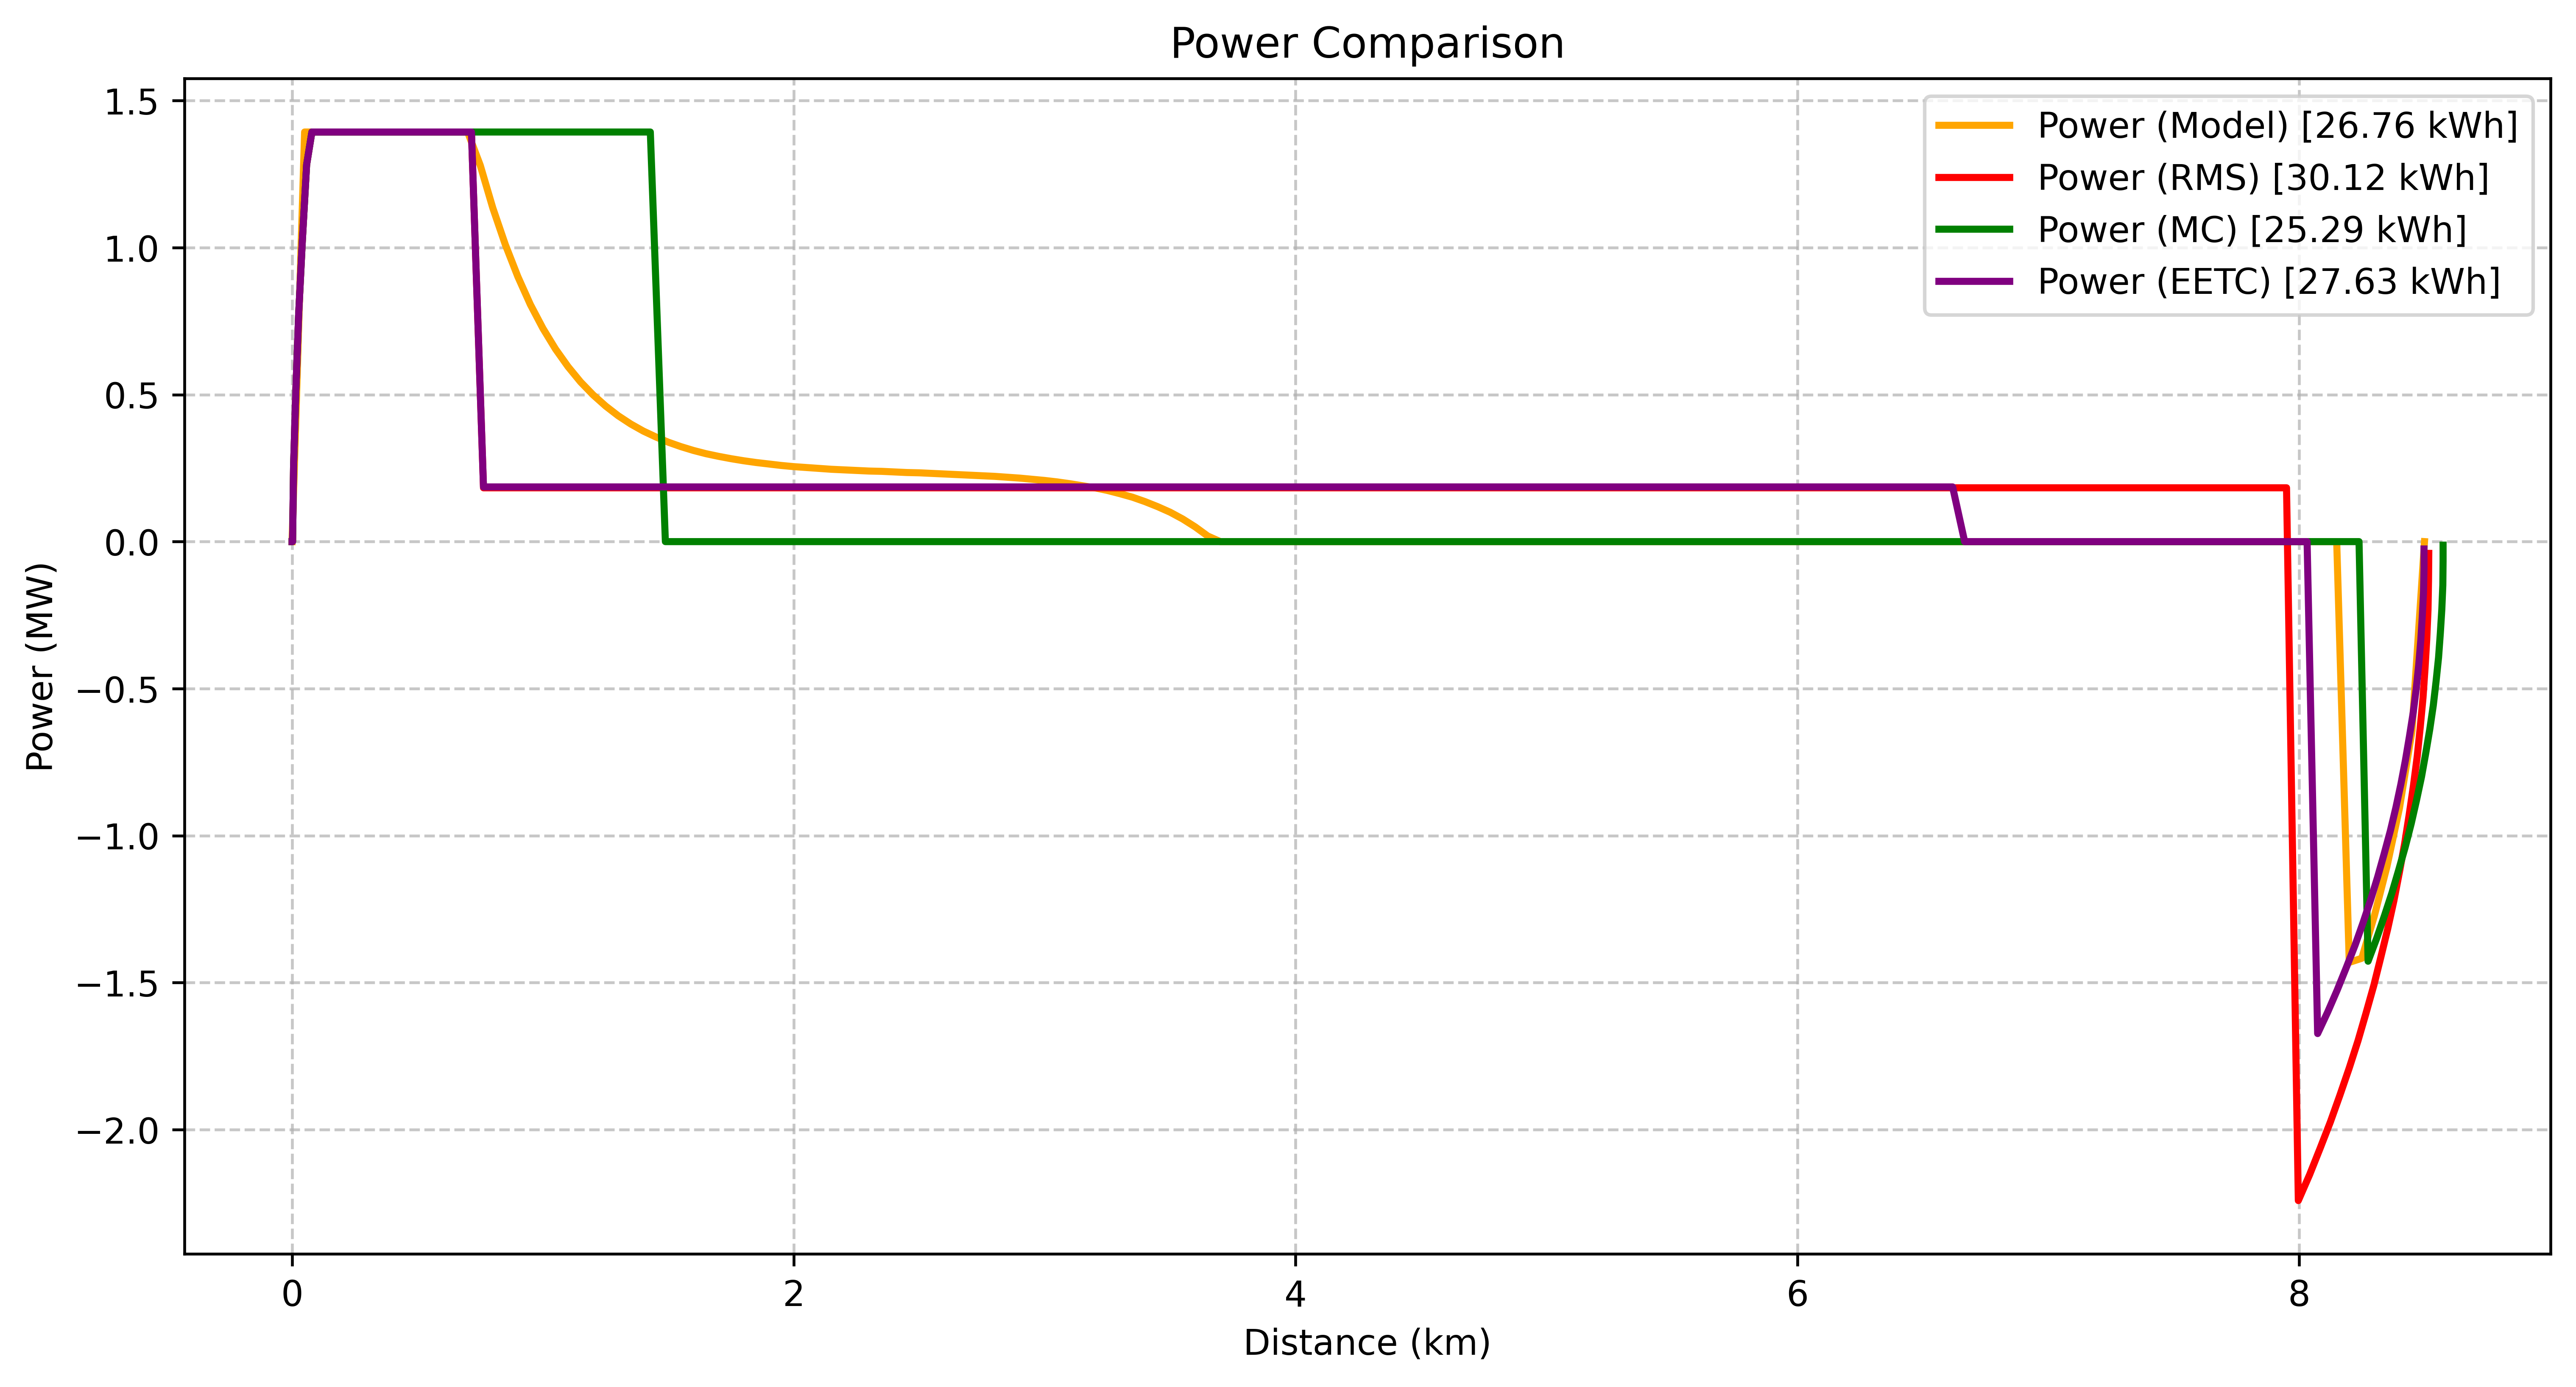 Power Comparison
1.5
1.0
0.5
0.0
−0.5
−1.0
−1.5
−2.0
Power (MW)
Power (Model) [26.76 kWh]
Power (RMS) [30.12 kWh]
Power (MC) [25.29 kWh]
Power (EETC) [27.63 kWh]
0 2 4 6 8
Distance (km)